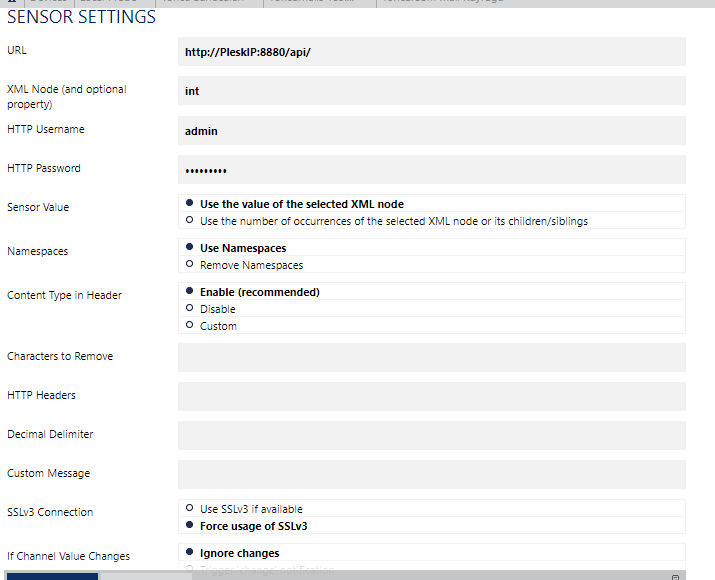 SENSOR SETTINGS
URL
http://PleskIP:8880/api/
XML Node (and optional
property)
int
HTTP Username
admin
HTTP Password
•••••••••
Sensor Value
Use the value of the selected XML node
Use the number of occurrences of the selected XML node or its children/siblings
Namespaces
Use Namespaces
Remove Namespaces
Content Type in Header
Enable (recommended)
Disable
Custom
Characters to Remove
HTTP Headers
Decimal Delimiter
Custom Message
SSLv3 Connection
Use SSLv3 if available
Force usage of SSLv3
If Channel Value Changes
Ignore changes
Trigger 'change' notification